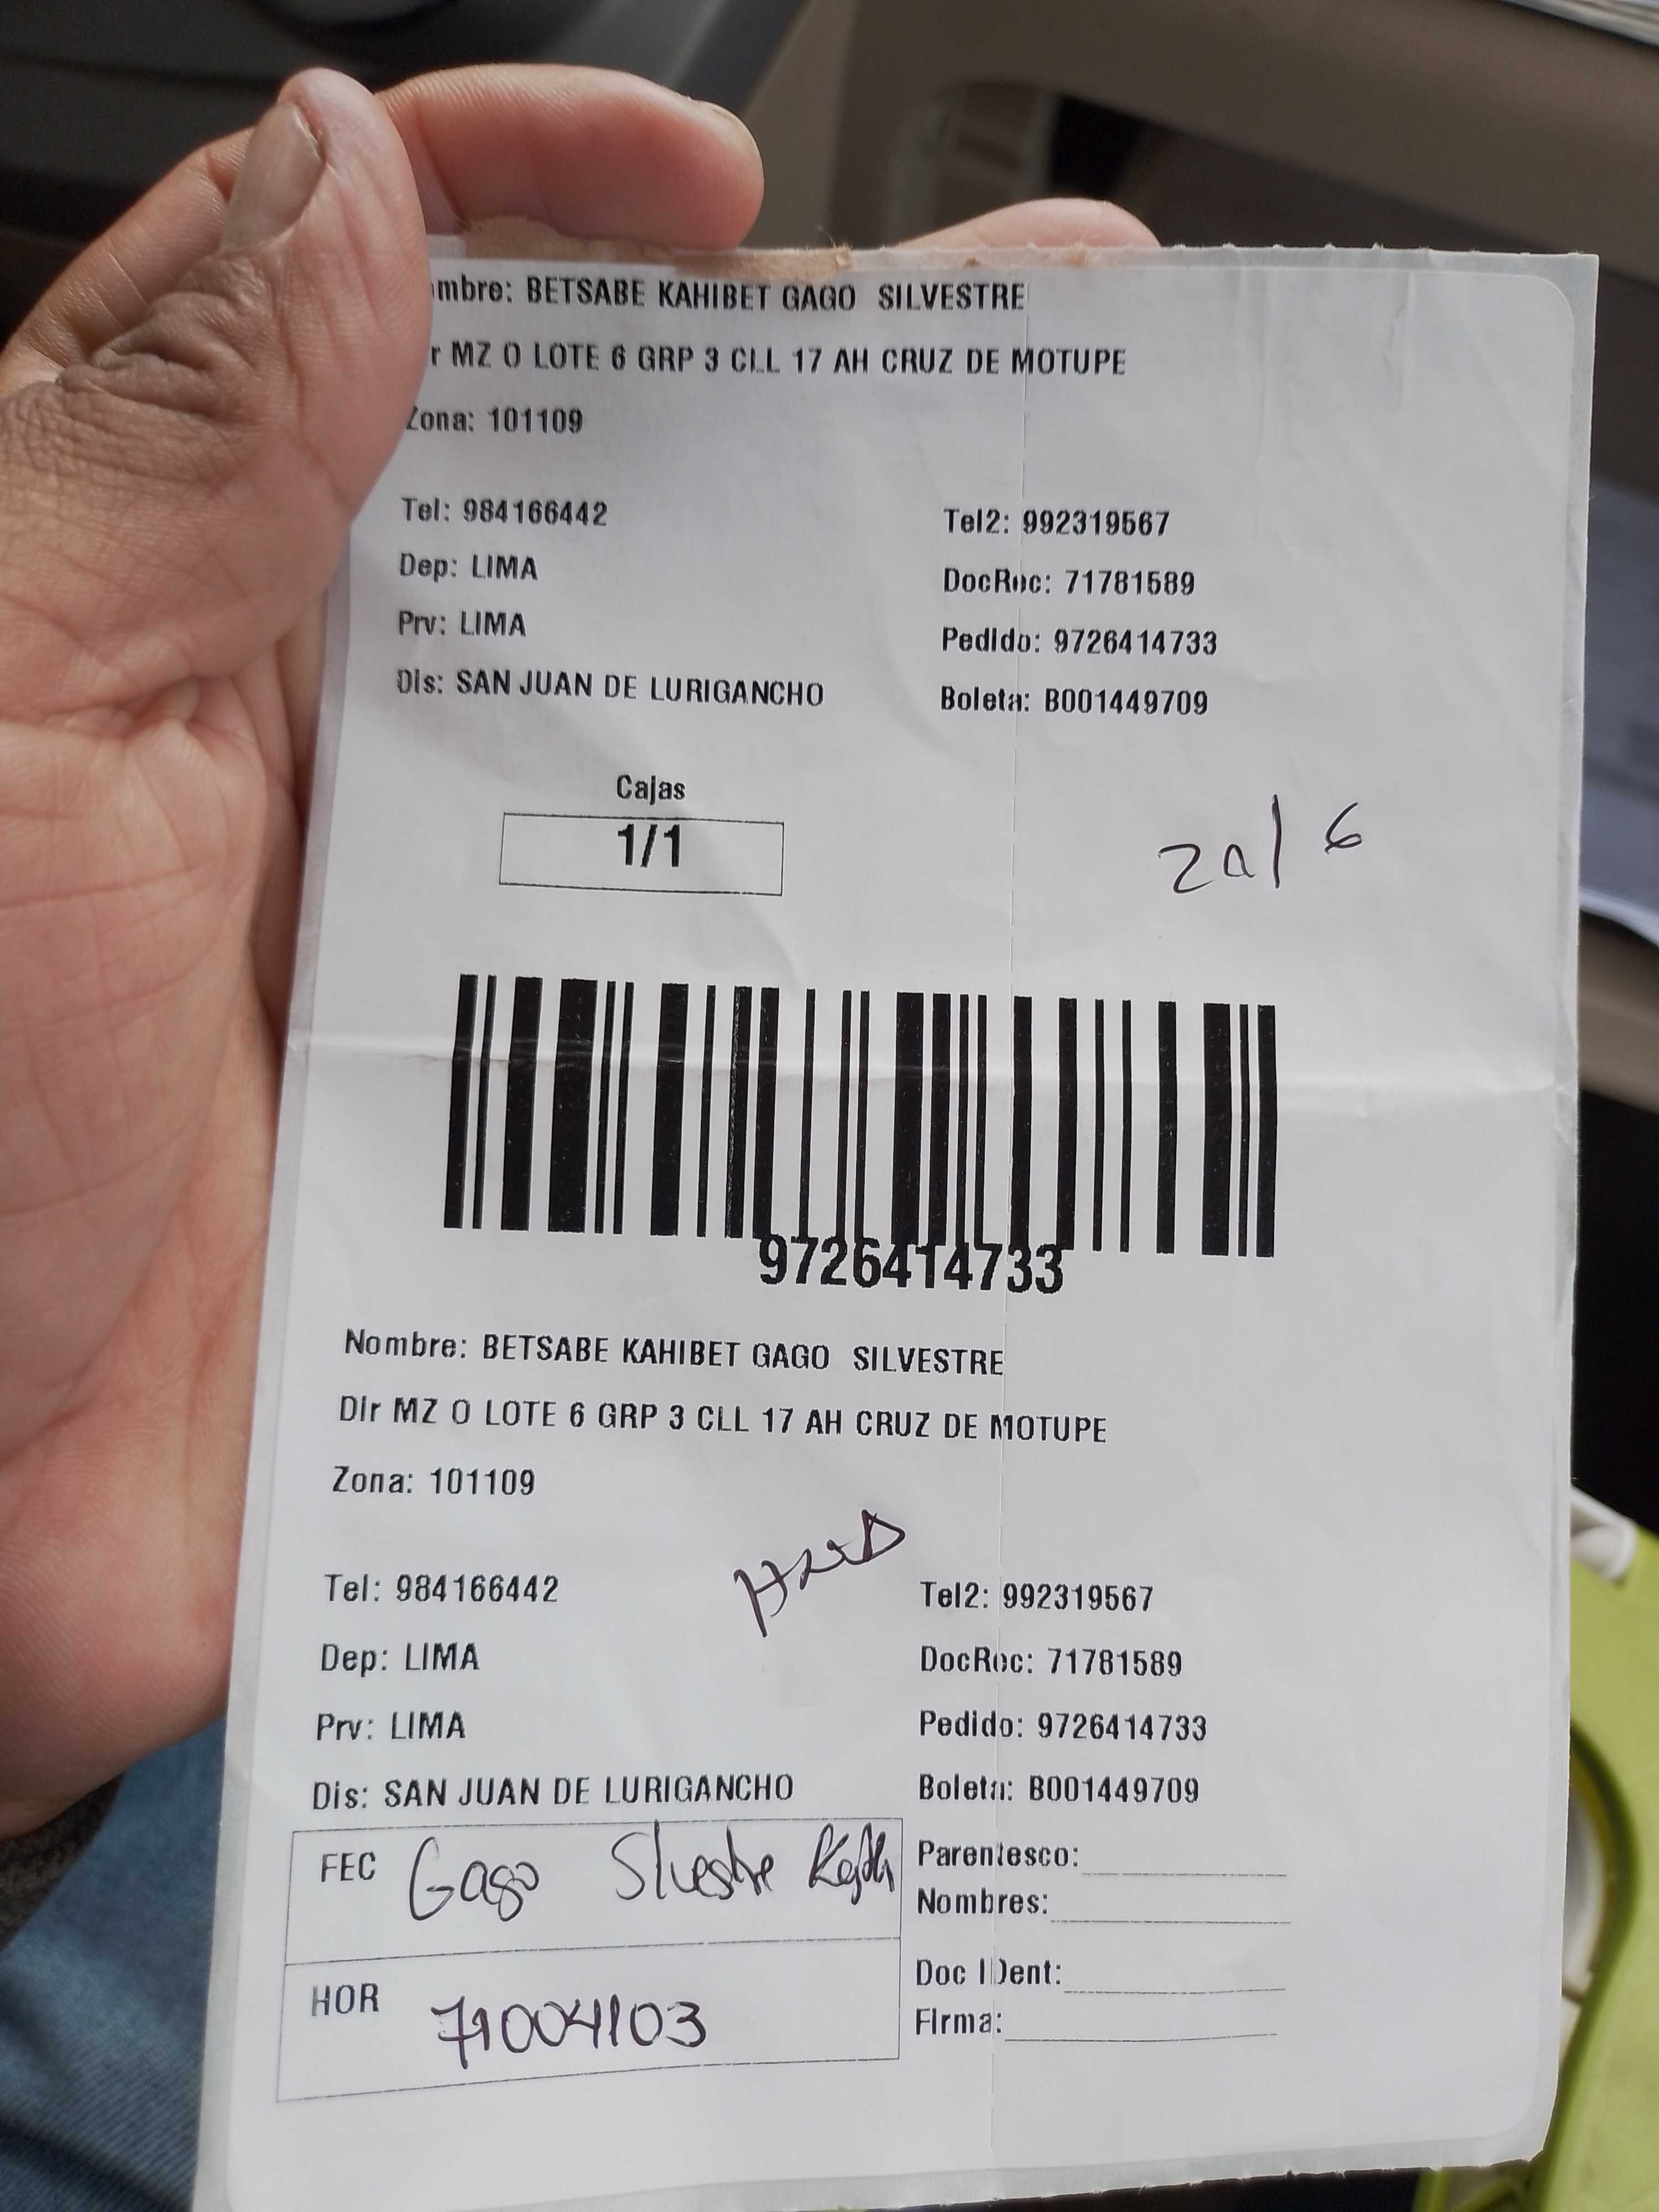 mbre: BETSABE KAHIBET GAGO SILVESTRE
r MZ O LOTE 6 GRP 3 CLL 17 AH CRUZ DE MOTUPE
Zona: 101109
Tel: 984166442 Tel2: 992319567
Dep: LIMA DocRec: 71781589
Prv: LIMA Pedido: 9726414733
Dis: SAN JUAN DE LURIGANCHO Boleta: B001449709
Cajas
1/1
9726414733
Nombre: BETSABE KAHIBET GAGO SILVESTRE
Dir MZ O LOTE 6 GRP 3 CLL 17 AH CRUZ DE MOTUPE
Zona: 101109
Tel: 984166442 Tel2: 992319567
Dep: LIMA DocRec: 71781589
Prv: LIMA Pedido: 9726414733
Dis: SAN JUAN DE LURIGANCHO Boleta: B001449709
FEC Gago Silvestre Parentesco:
Nombres:
HOR 71004103 Doc IDent:
Firma: